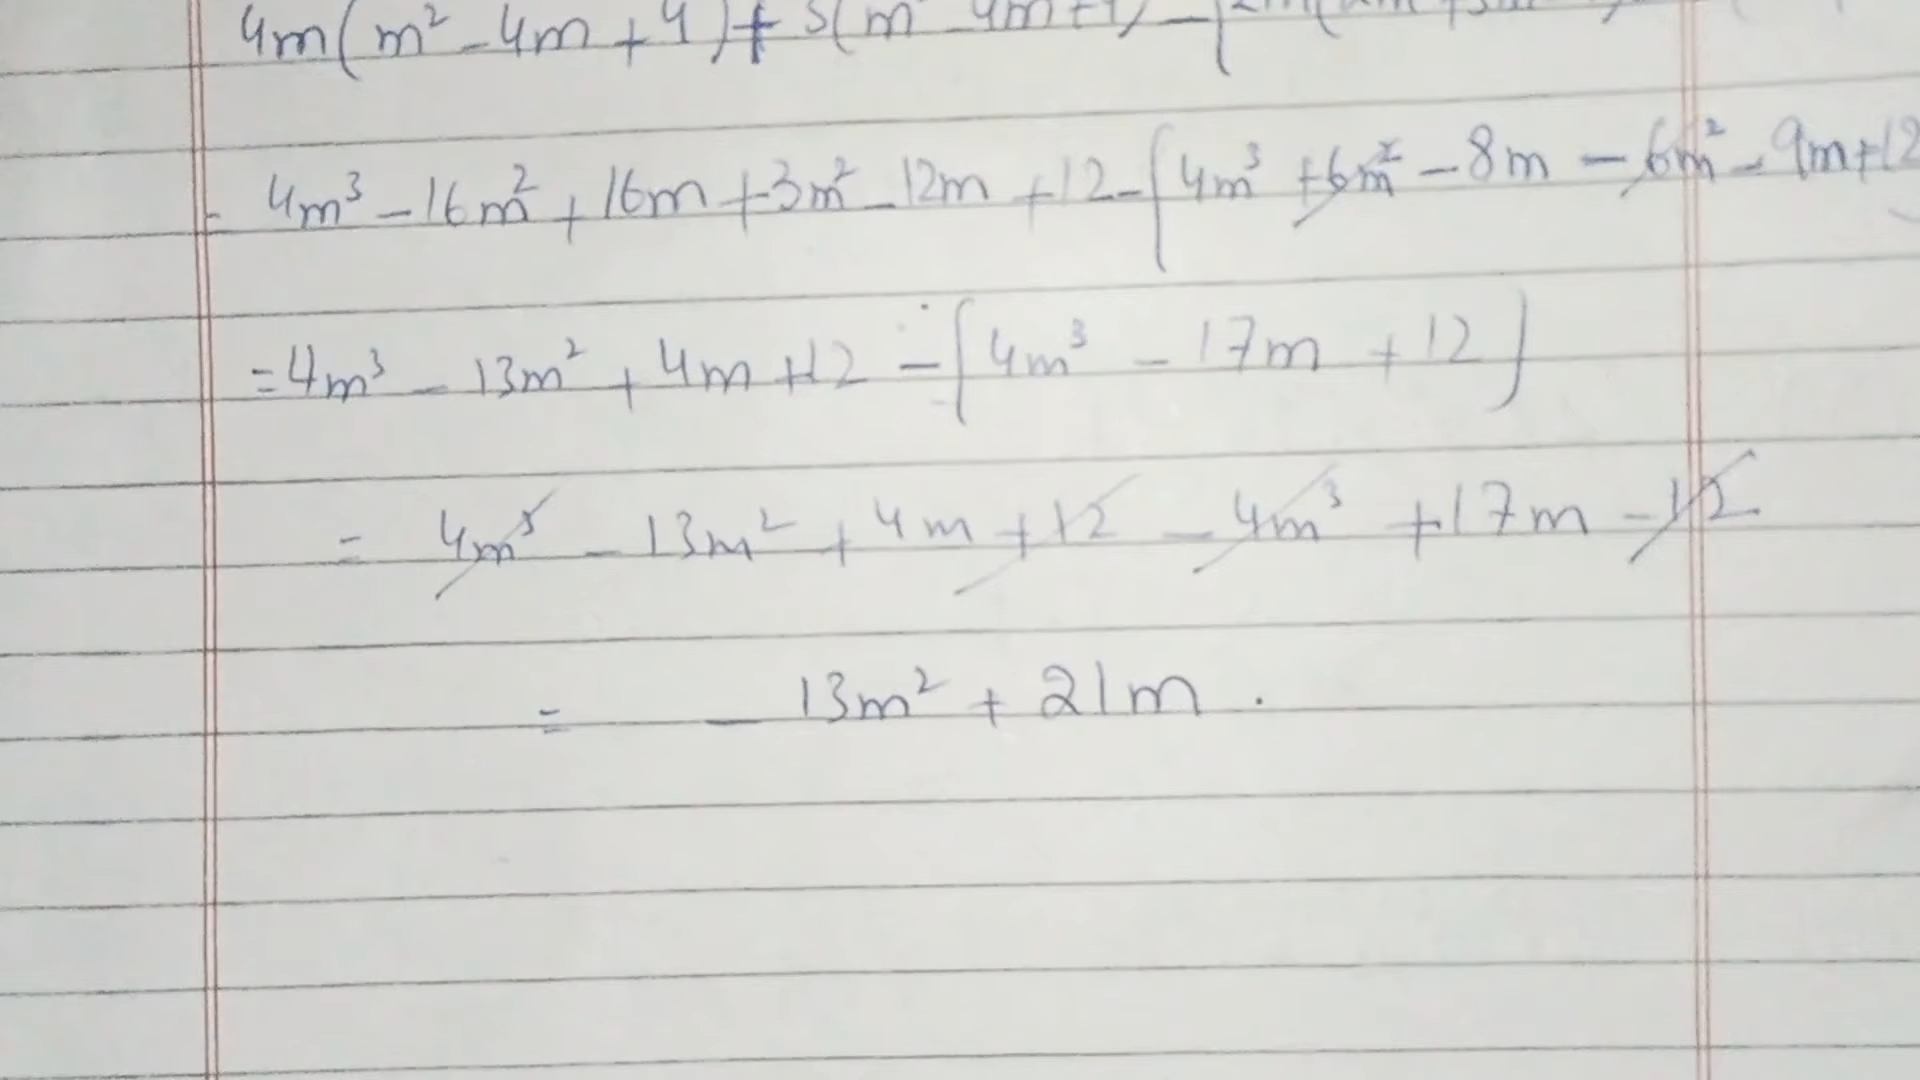 4m(m² - 4m + 4) + 3(m² - 4m + 4) - [
- 4m³ - 16m² + 16m + 3m² - 12m + 12 - [4m³ + 6m² - 8m - 6m² - 9m + 12
= 4m³ - 13m² + 4m + 12 - [4m³ - 17m + 12]
= 4m³ - 13m² + 4m + 12 - 4m³ + 17m - 12
= - 13m² + 21m .